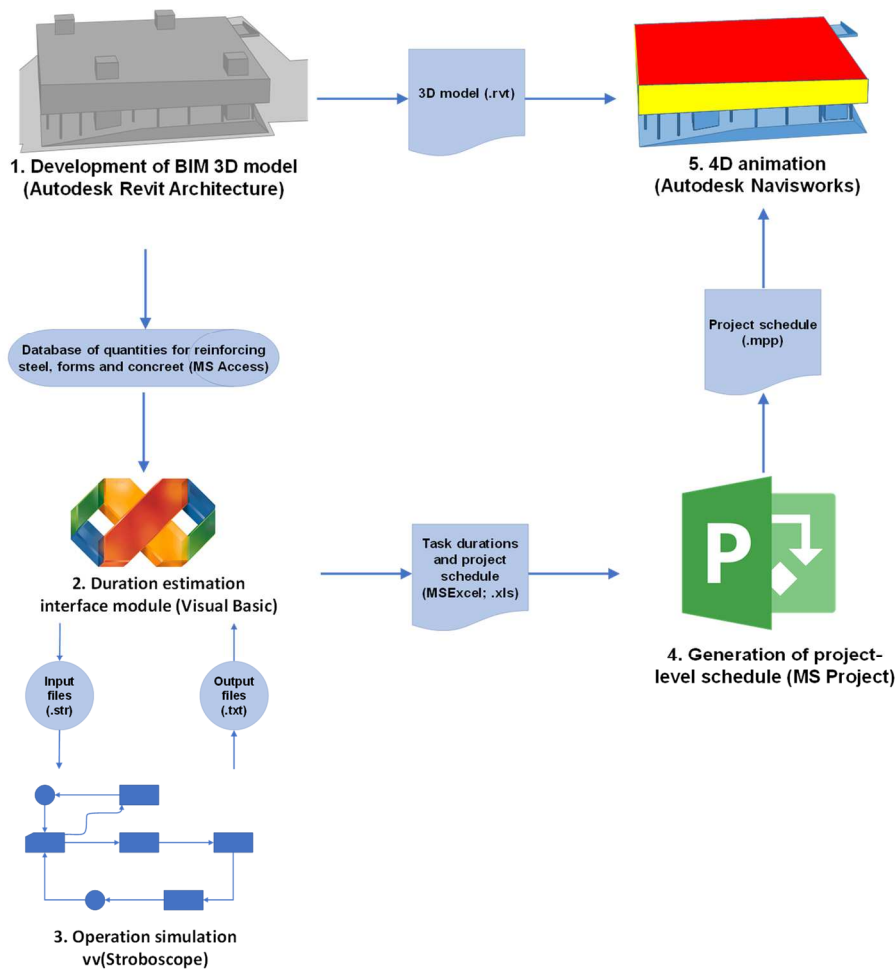 3D model (.rvt)
1. Development of BIM 3D model
(Autodesk Revit Architecture)
5. 4D animation
(Autodesk Navisworks)
Database of quantities for reinforcing
steel, forms and concreet (MS Access)
Project schedule
(.mpp)
2. Duration estimation
interface module (Visual Basic)
Task durations
and project
schedule
(MSExcel; .xls)
P
4. Generation of project-
level schedule (MS Project)
Input
files
(.str)
Output
files
(.txt)
3. Operation simulation
vv(Stroboscope)